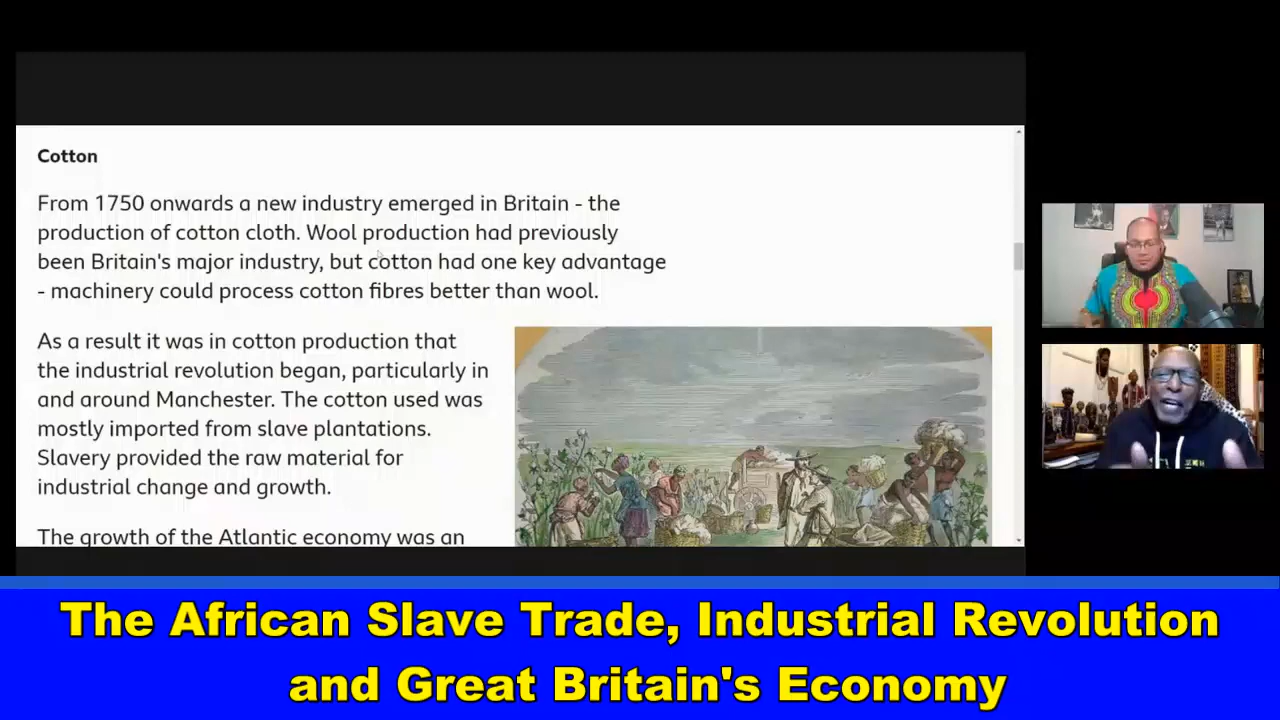 Cotton
From 1750 onwards a new industry emerged in Britain - the
production of cotton cloth. Wool production had previously
been Britain's major industry, but cotton had one key advantage
- machinery could process cotton fibres better than wool.
As a result it was in cotton production that
the industrial revolution began, particularly in
and around Manchester. The cotton used was
mostly imported from slave plantations.
Slavery provided the raw material for
industrial change and growth.
The growth of the Atlantic economy was an
The African Slave Trade, Industrial Revolution
and Great Britain's Economy